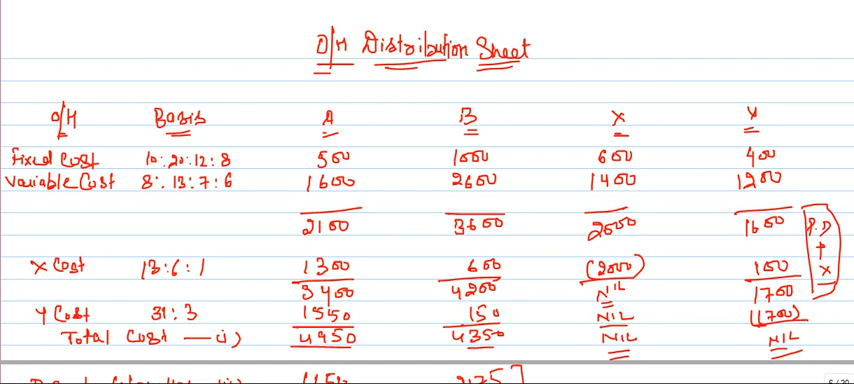 O/H Distribution Sheet
O/H Basis A B X Y
Fixed Cost 10:20:12:8 500 1000 600 400
Variable Cost 8:13:7:6 1600 2600 1400 1200
2100 3600 2000 1600
X Cost 13:6:1 1300 600 (2000) 100
3400 4200 NIL 1700
Y Cost 31:3 1550 150 NIL (1700)
Total Cost — i) 4950 4350 NIL NIL
P.D + X